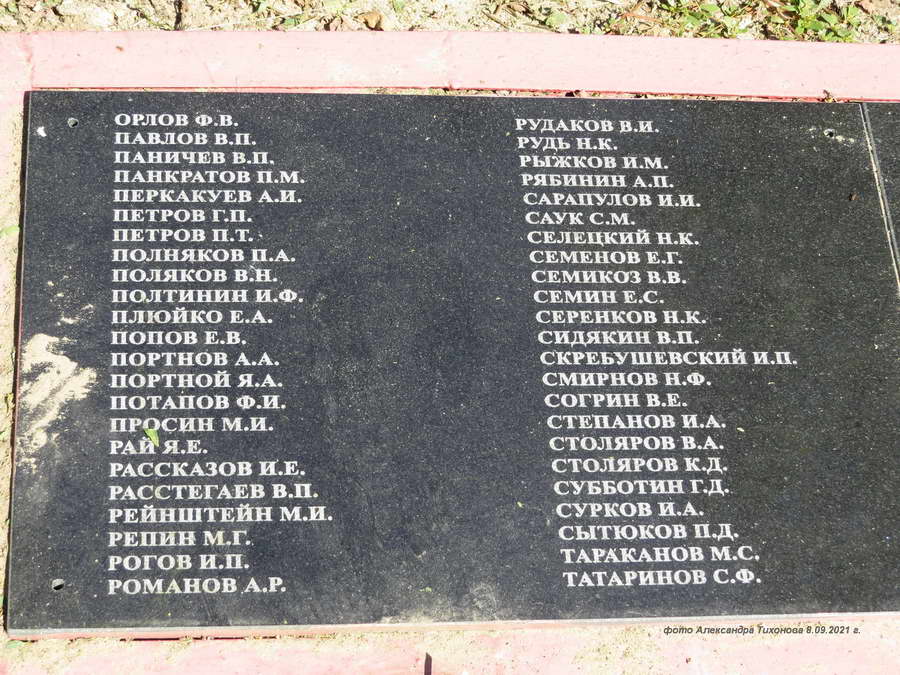 ОРЛОВ Ф.В.
ПАВЛОВ В.П.
ПАНИЧЕВ В.П.
ПАНКРАТОВ П.М.
ПЕРКАКУЕВ А.И.
ПЕТРОВ Г.П.
ПЕТРОВ П.Т.
ПОЛНЯКОВ П.А.
ПОЛЯКОВ В.Н.
ПОЛТИНИН И.Ф.
ПЛЮЙКО Е.А.
ПОПОВ Е.В.
ПОРТНОВ А.А.
ПОРТНОЙ Я.А.
ПОТАПОВ Ф.И.
ПРОСИН М.И.
РАЙ Я.Е.
РАССКАЗОВ И.Е.
РАССТЕГАЕВ В.П.
РЕЙНШТЕЙН М.И.
РЕПИН М.Г.
РОГОВ И.П.
РОМАНОВ А.Р.
РУДАКОВ В.И.
РУДЬ Н.К.
РЫЖКОВ И.М.
РЯБИНИН А.П.
САРАПУЛОВ И.И.
САУК С.М.
СЕЛЕЦКИЙ Н.К.
СЕМЕНОВ Е.Г.
СЕМИКОЗ В.В.
СЕМИН Е.С.
СЕРЕНКОВ Н.К.
СИДЯКИН В.П.
СКРЕБУШЕВСКИЙ И.П.
СМИРНОВ Н.Ф.
СОГРИН В.Е.
СТЕПАНОВ И.А.
СТОЛЯРОВ В.А.
СТОЛЯРОВ К.Д.
СУББОТИН Г.Д.
СУРКОВ И.А.
СЫТЮКОВ П.Д.
ТАРАКАНОВ М.С.
ТАТАРИНОВ С.Ф.
фото Александра Тихонова 8.09.2021 г.